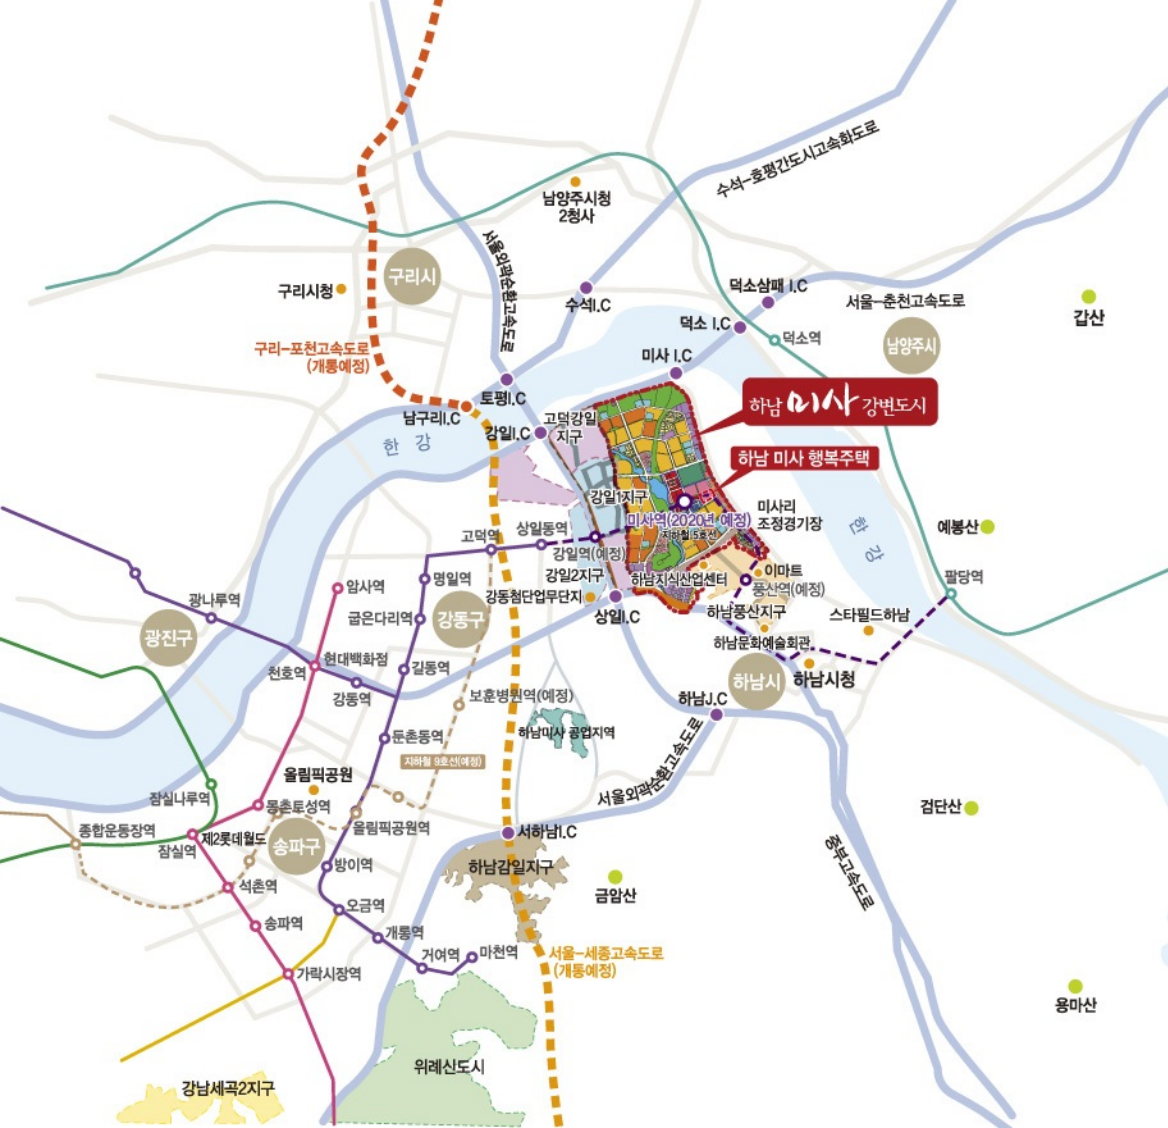 수석-호평간도시고속화도로
남양주시청
2청사
서울외곽순환고속도로
구리시
구리시청
수석I.C
덕소삼패 I.C
서울-춘천고속도로
갑산
덕소 I.C
덕소역
남양주시
구리-포천고속도로
(개통예정)
미사 I.C
토평I.C
하남 미사 강변도시
남구리I.C
고덕강일
지구
강일I.C
한 강
하남 미사 행복주택
강일1지구
미사리
조정경기장
미사역(2020년 예정)
지하철 5호선
한 강
예봉산
상일동역
고덕역
강일역(예정)
강일2지구
하남지식산업센터
이마트
풍산역(예정)
팔당역
명일역
암사역
강동첨단업무단지
광나루역
굽은다리역
강동구
상일I.C
하남풍산지구
스타필드하남
광진구
하남문화예술회관
현대백화점
천호역
길동역
강동역
하남시
하남시청
보훈병원역(예정)
하남J.C
둔촌동역
하남미사 공업지역
지하철 9호선(예정)
서울외곽순환고속도로
올림픽공원
잠실나루역
몽촌토성역
검단산
종합운동장역
올림픽공원역
서하남I.C
제2롯데월드
잠실역
송파구
중부고속도로
방이역
하남감일지구
석촌역
금암산
오금역
송파역
개롱역
거여역
마천역
서울-세종고속도로
(개통예정)
가락시장역
용마산
위례신도시
강남세곡2지구